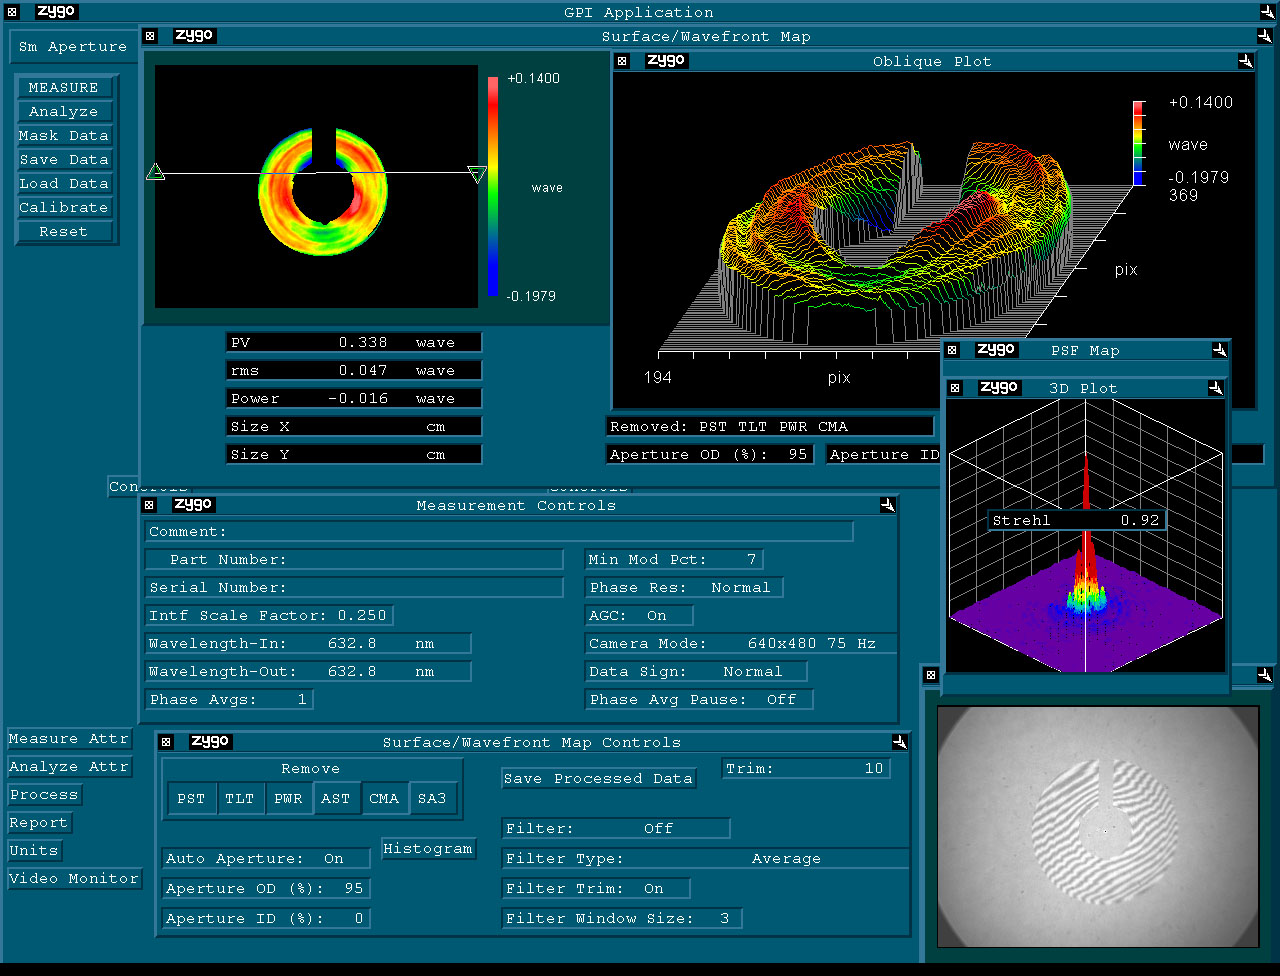 zygo GPI Application
Sm Aperture
MEASURE
Analyze
Mask Data
Save Data
Load Data
Calibrate
Reset
zygo Surface/Wavefront Map
+0.1400
wave
-0.1979
zygo Oblique Plot
+0.1400
wave
-0.1979
369
pix
194
pix
PV 0.338 wave
rms 0.047 wave
Power -0.016 wave
Size X cm
Size Y cm
Removed: PST TLT PWR CMA
Aperture OD (%): 95
Aperture ID
zygo PSF Map
zygo 3D Plot
Strehl 0.92
Controls
Controls
zygo Measurement Controls
Comment:
Part Number:
Serial Number:
Intf Scale Factor: 0.250
Wavelength-In: 632.8 nm
Wavelength-Out: 632.8 nm
Phase Avgs: 1
Min Mod Pct: 7
Phase Res: Normal
AGC: On
Camera Mode: 640x480 75 Hz
Data Sign: Normal
Phase Avg Pause: Off
Measure Attr
Analyze Attr
Process
Report
Units
Video Monitor
zygo Surface/Wavefront Map Controls
Remove
PST TLT PWR AST CMA SA3
Save Processed Data
Trim: 10
Histogram
Auto Aperture: On
Aperture OD (%): 95
Aperture ID (%): 0
Filter: Off
Filter Type: Average
Filter Trim: On
Filter Window Size: 3